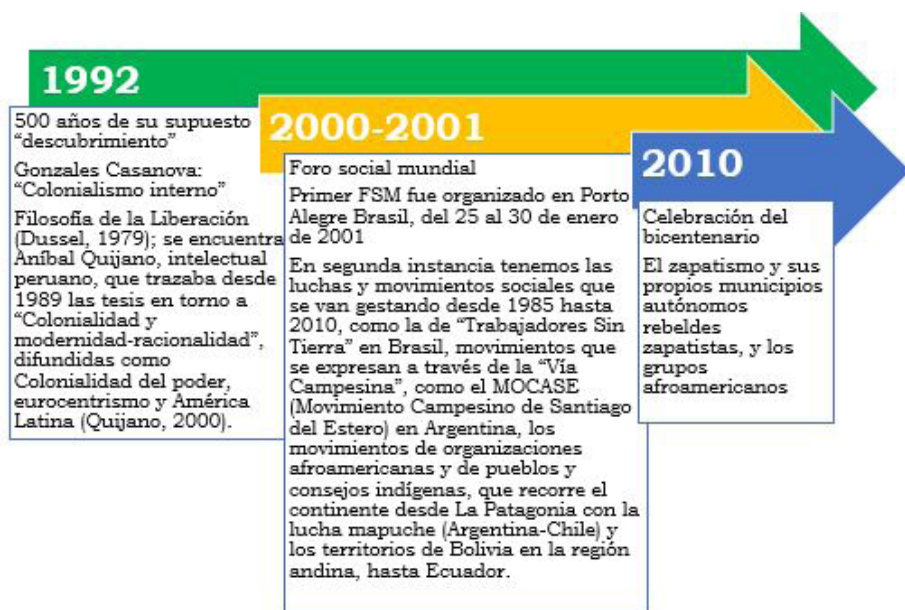 1992
500 años de su supuesto
“descubrimiento”
Gonzales Casanova:
“Colonialismo interno”
Filosofía de la Liberación
(Dussel, 1979); se encuentra
Aníbal Quijano, intelectual
peruano, que trazaba desde
1989 las tesis en torno a
“Colonialidad y
modernidad-racionalidad”,
difundidas como
Colonialidad del poder,
eurocentrismo y América
Latina (Quijano, 2000).
2000-2001
Foro social mundial
Primer FSM fue organizado en Porto
Alegre Brasil, del 25 al 30 de enero
de 2001
En segunda instancia tenemos las
luchas y movimientos sociales que
se van gestando desde 1985 hasta
2010, como la de “Trabajadores Sin
Tierra” en Brasil, movimientos que
se expresan a través de la “Vía
Campesina”, como el MOCASE
(Movimiento Campesino de Santiago
del Estero) en Argentina, los
movimientos de organizaciones
afroamericanas y de pueblos y
consejos indígenas, que recorre el
continente desde La Patagonia con la
lucha mapuche (Argentina-Chile) y
los territorios de Bolivia en la región
andina, hasta Ecuador.
2010
Celebración del
bicentenario
El zapatismo y sus
propios municipios
autónomos
rebeldes
zapatistas, y los
grupos
afroamericanos